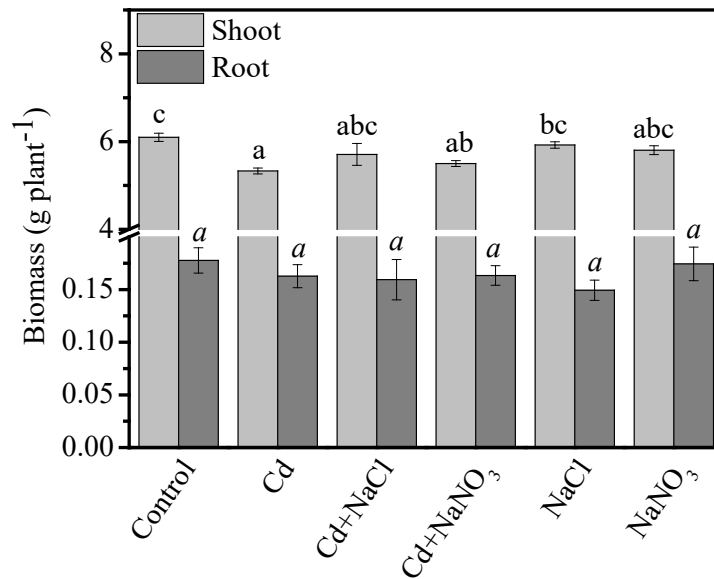 8
6
4
0.15
0.10
0.05
0.00
Biomass (g plant⁻¹)
Shoot
Root
c
a
abc
ab
bc
abc
a
a
a
a
a
a
Control
Cd
Cd+NaCl
Cd+NaNO₃
NaCl
NaNO₃